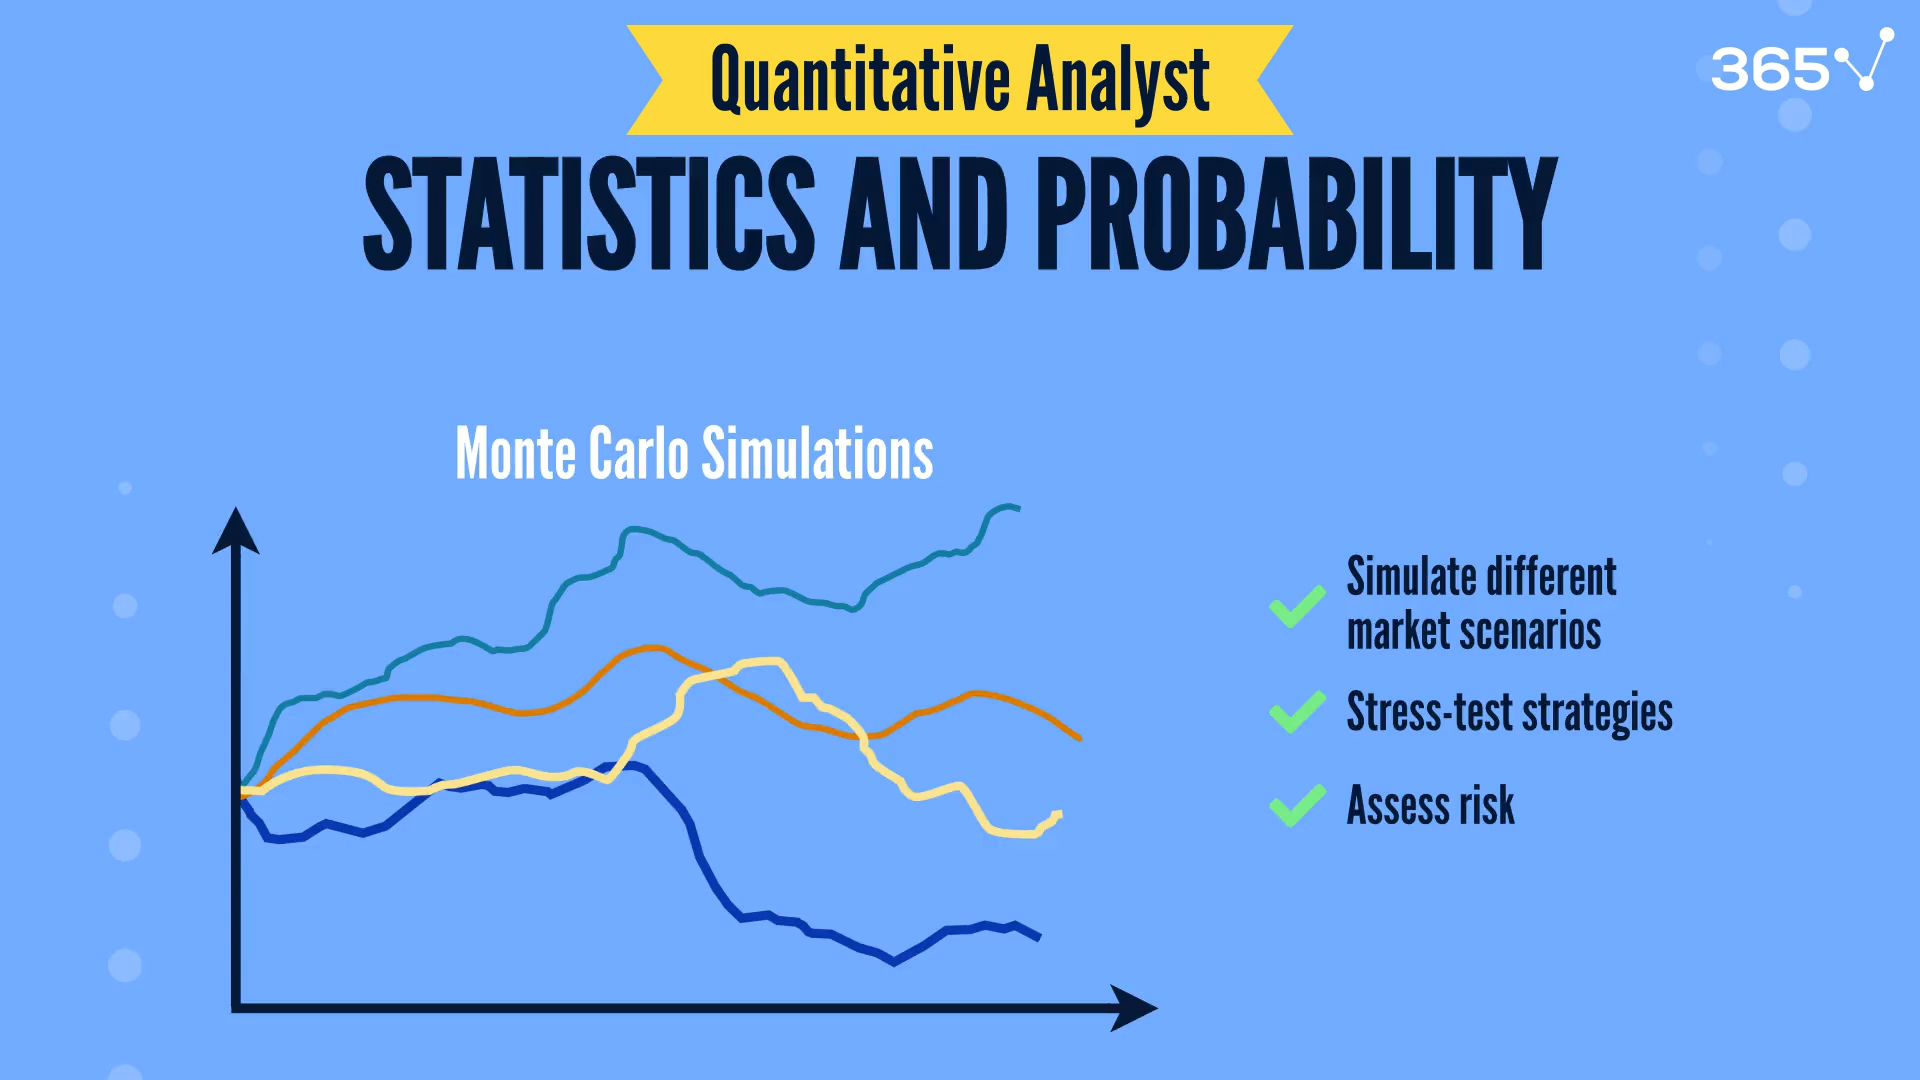 Quantitative Analyst
365
STATISTICS AND PROBABILITY
Monte Carlo Simulations
Simulate different
market scenarios
Stress-test strategies
Assess risk